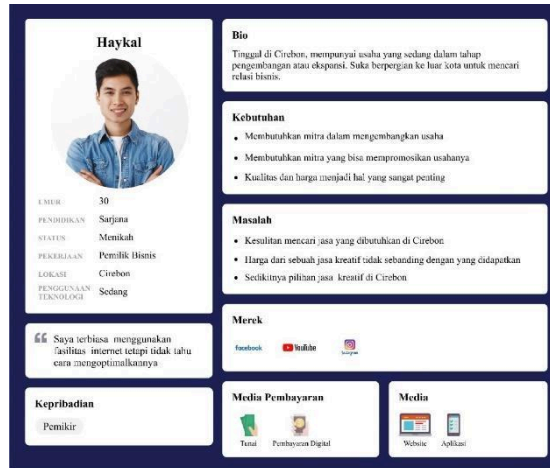 Haykal
UMUR 30
PENDIDIKAN Sarjana
STATUS Menikah
PEKERJAAN Pemilik Bisnis
LOKASI Cirebon
PENGGUNAAN
TEKNOLOGI Sedang
Saya terbiasa menggunakan
fasilitas internet tetapi tidak tahu
cara mengoptimalkannya
Kepribadian
Pemikir
Bio
Tinggal di Cirebon, mempunyai usaha yang sedang dalam tahap
pengembangan atau ekspansi. Suka berpergian ke luar kota untuk mencari
relasi bisnis.
Kebutuhan
• Membutuhkan mitra dalam mengembangkan usaha
• Membutuhkan mitra yang bisa mempromosikan usahanya
• Kualitas dan harga menjadi hal yang sangat penting
Masalah
• Kesulitan mencari jasa yang dibutuhkan di Cirebon
• Harga dari sebuah jasa kreatif tidak sebanding dengan yang didapatkan
• Sedikitnya pilihan jasa kreatif di Cirebon
Merek
facebook YouTube Instagram
Media Pembayaran
Tunai Pembayaran Digital
Media
Website Aplikasi